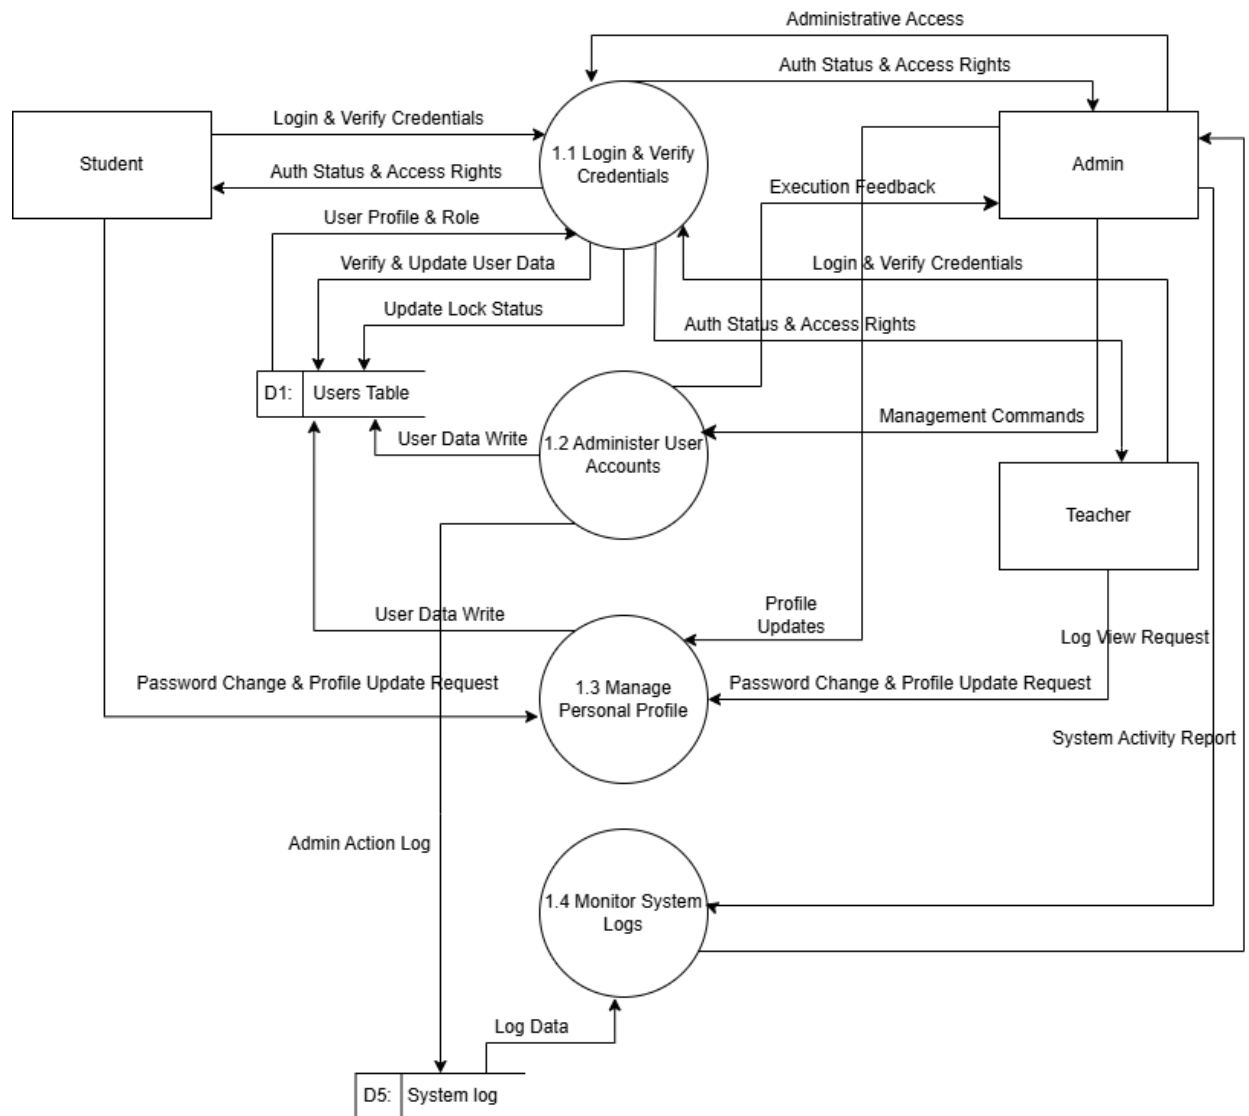 Administrative Access
Auth Status & Access Rights
Login & Verify Credentials
Student
1.1 Login & Verify
Credentials
Admin
Auth Status & Access Rights
Execution Feedback
User Profile & Role
Verify & Update User Data
Login & Verify Credentials
Update Lock Status
Auth Status & Access Rights
D1:
Users Table
Management Commands
User Data Write
1.2 Administer User
Accounts
Teacher
User Data Write
Profile
Updates
Log View Request
Password Change & Profile Update Request
1.3 Manage
Personal Profile
Password Change & Profile Update Request
System Activity Report
Admin Action Log
1.4 Monitor System
Logs
Log Data
D5:
System log